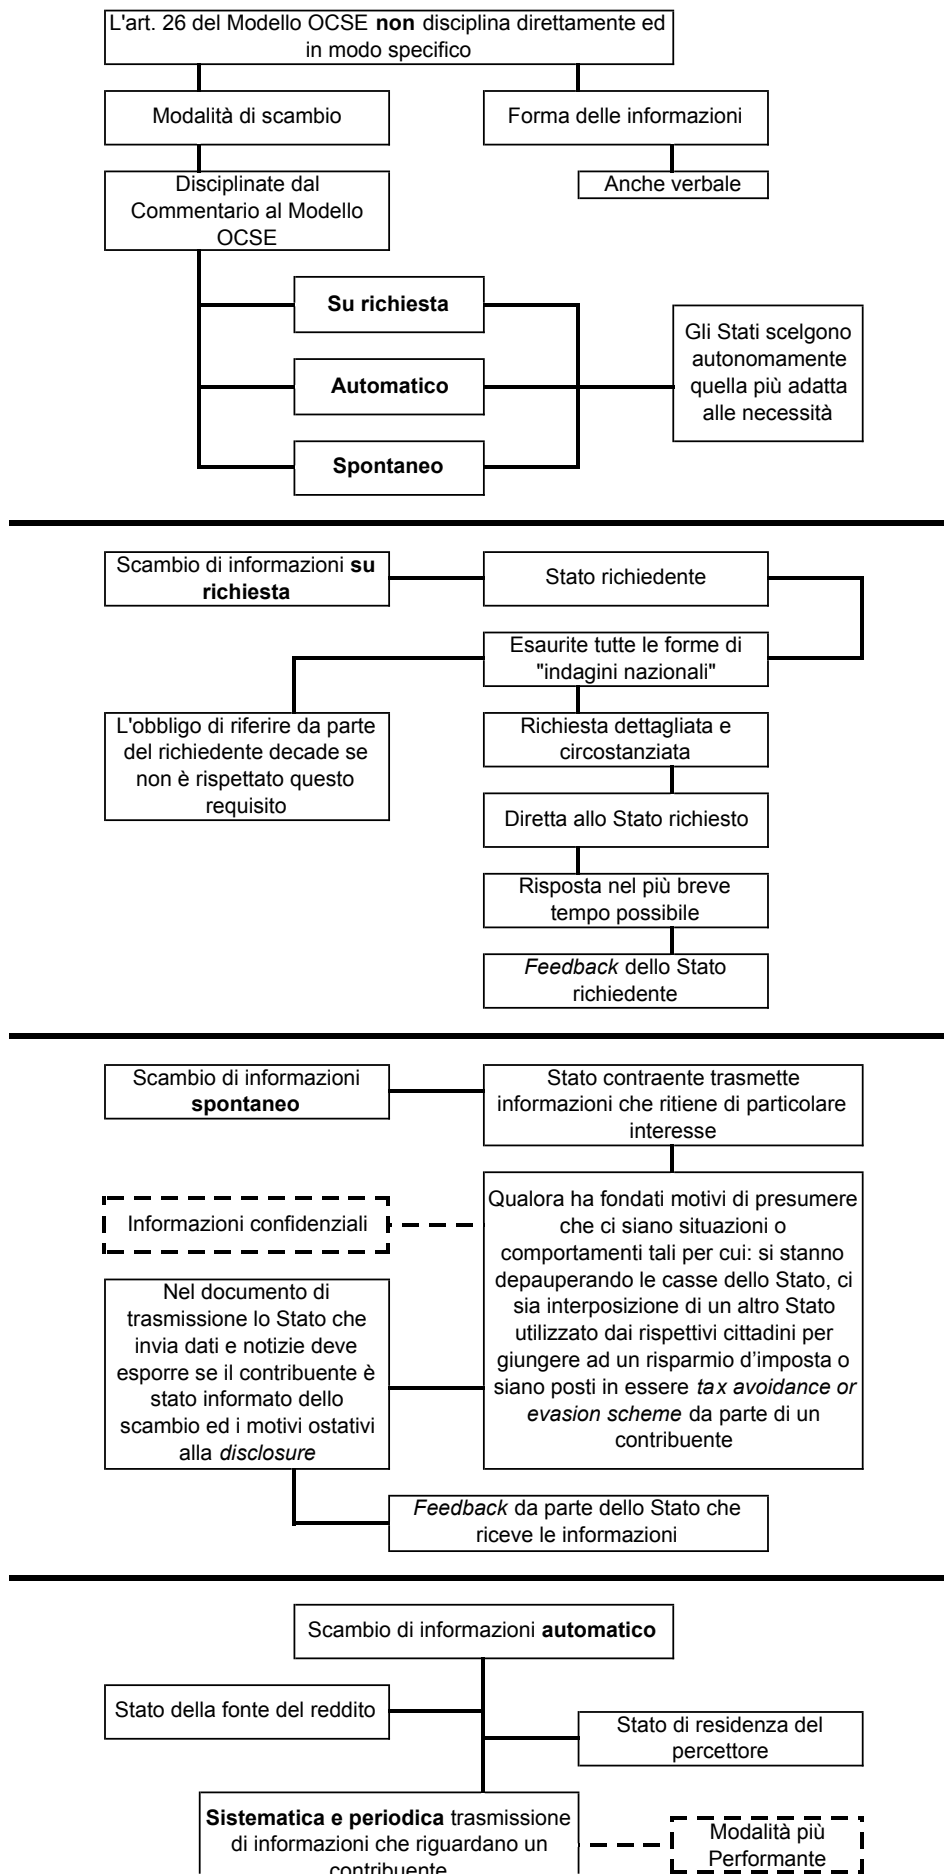 L'art. 26 del Modello OCSE non disciplina direttamente ed
in modo specifico
Modalità di scambio
Forma delle informazioni
Disciplinate dal
Commentario al Modello
OCSE
Anche verbale
Su richiesta
Automatico
Spontaneo
Gli Stati scelgono
autonomamente
quella più adatta
alle necessità
Scambio di informazioni su
richiesta
Stato richiedente
Esaurite tutte le forme di
"indagini nazionali"
L'obbligo di riferire da parte
del richiedente decade se
non è rispettato questo
requisito
Richiesta dettagliata e
circostanziata
Diretta allo Stato richiesto
Risposta nel più breve
tempo possibile
Feedback dello Stato
richiedente
Scambio di informazioni
spontaneo
Stato contraente trasmette
informazioni che ritiene di particolare
interesse
Informazioni confidenziali
Qualora ha fondati motivi di presumere
che ci siano situazioni o
comportamenti tali per cui: si stanno
depauperando le casse dello Stato, ci
sia interposizione di un altro Stato
utilizzato dai rispettivi cittadini per
giungere ad un risparmio d'imposta o
siano posti in essere tax avoidance or
evasion scheme da parte di un
contribuente
Nel documento di
trasmissione lo Stato che
invia dati e notizie deve
esporre se il contribuente è
stato informato dello
scambio ed i motivi ostativi
alla disclosure
Feedback da parte dello Stato che
riceve le informazioni
Scambio di informazioni automatico
Stato della fonte del reddito
Stato di residenza del
percettore
Sistematica e periodica trasmissione
di informazioni che riguardano un
contribuente
Modalità più
Performante